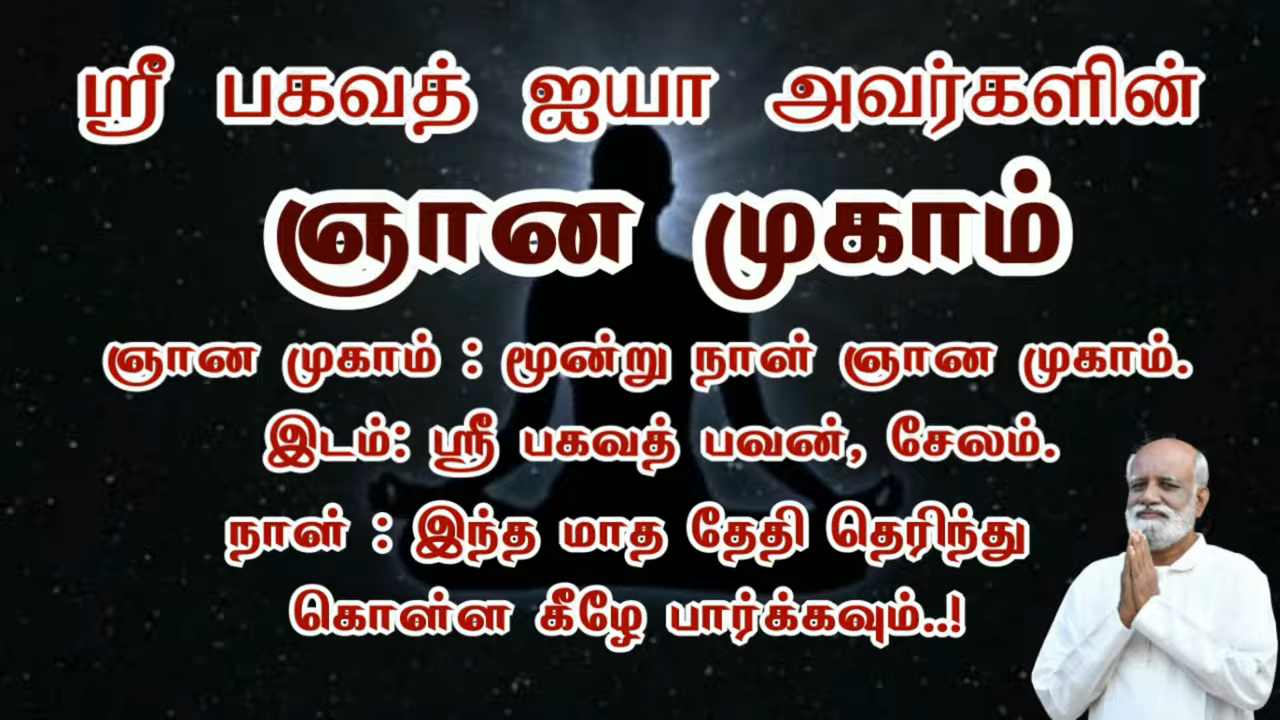 ஸ்ரீ பகவத் ஐயா அவர்களின்
ஞான முகாம்
ஞான முகாம் : மூன்று நாள் ஞான முகாம்.
இடம்: ஸ்ரீ பகவத் பவன், சேலம்.
நாள் : இந்த மாத தேதி தெரிந்து
கொள்ள கீழே பார்க்கவும்..!